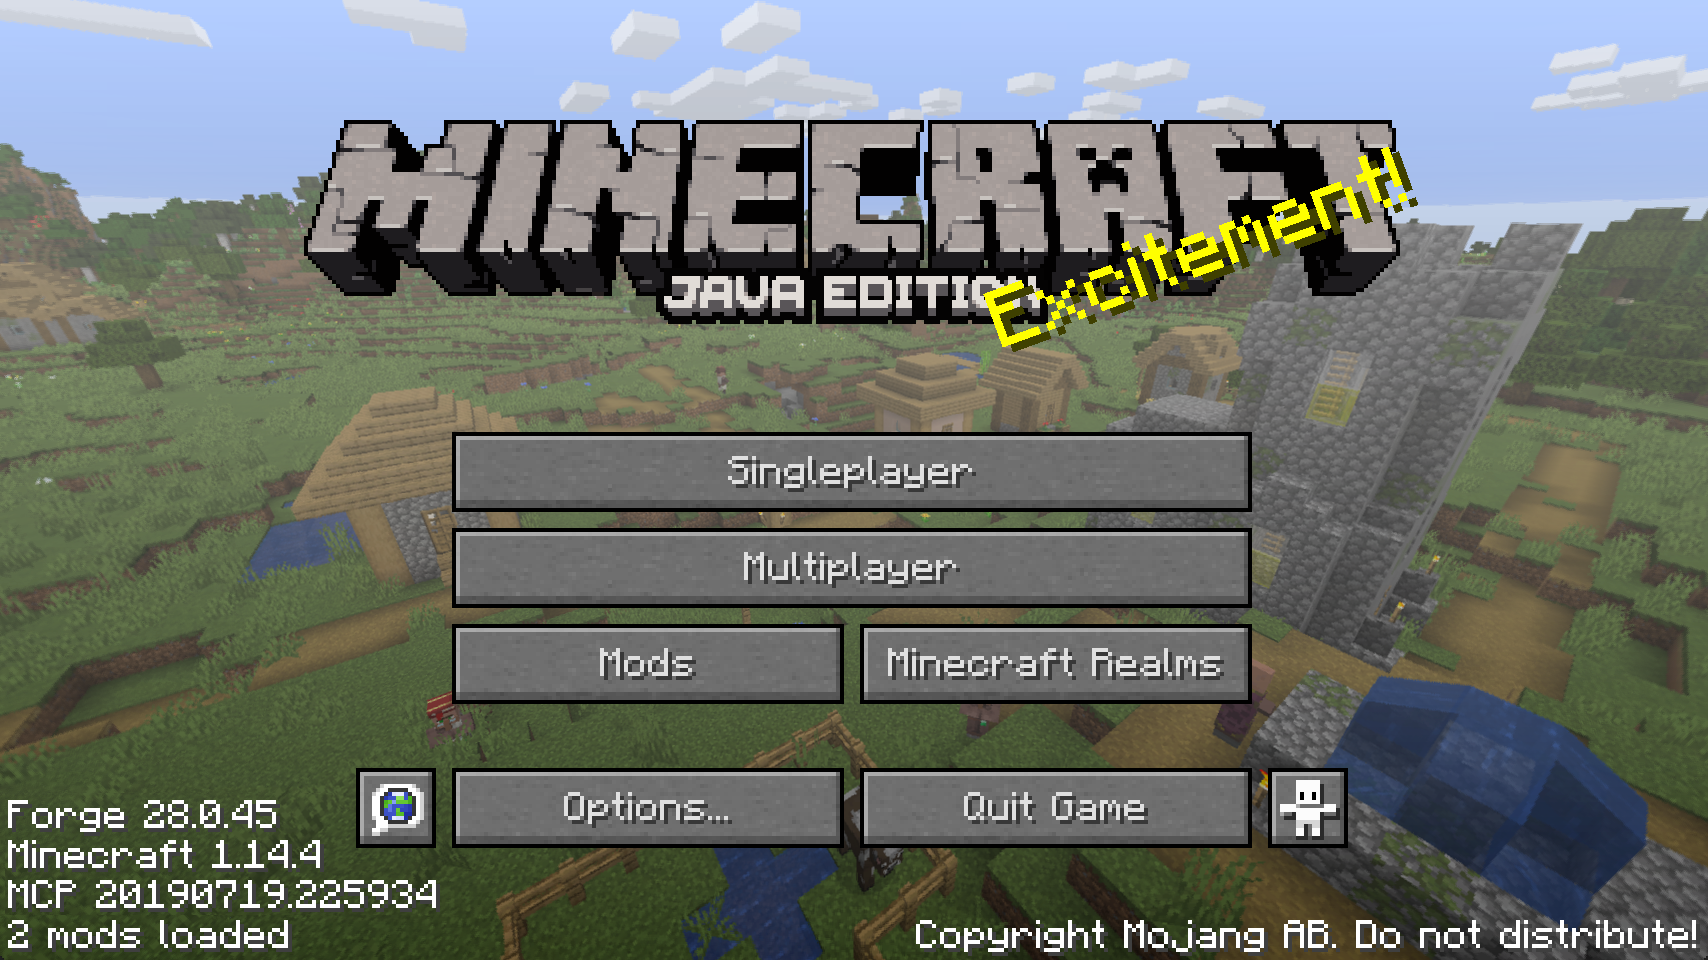 MINECRAFT
JAVA EDITION
Excitement!
Singleplayer
Multiplayer
Mods
Minecraft Realms
Options...
Quit Game
Forge 28.0.45
Minecraft 1.14.4
MCP 20190719.225934
2 mods loaded
Copyright Mojang AB. Do not distribute!